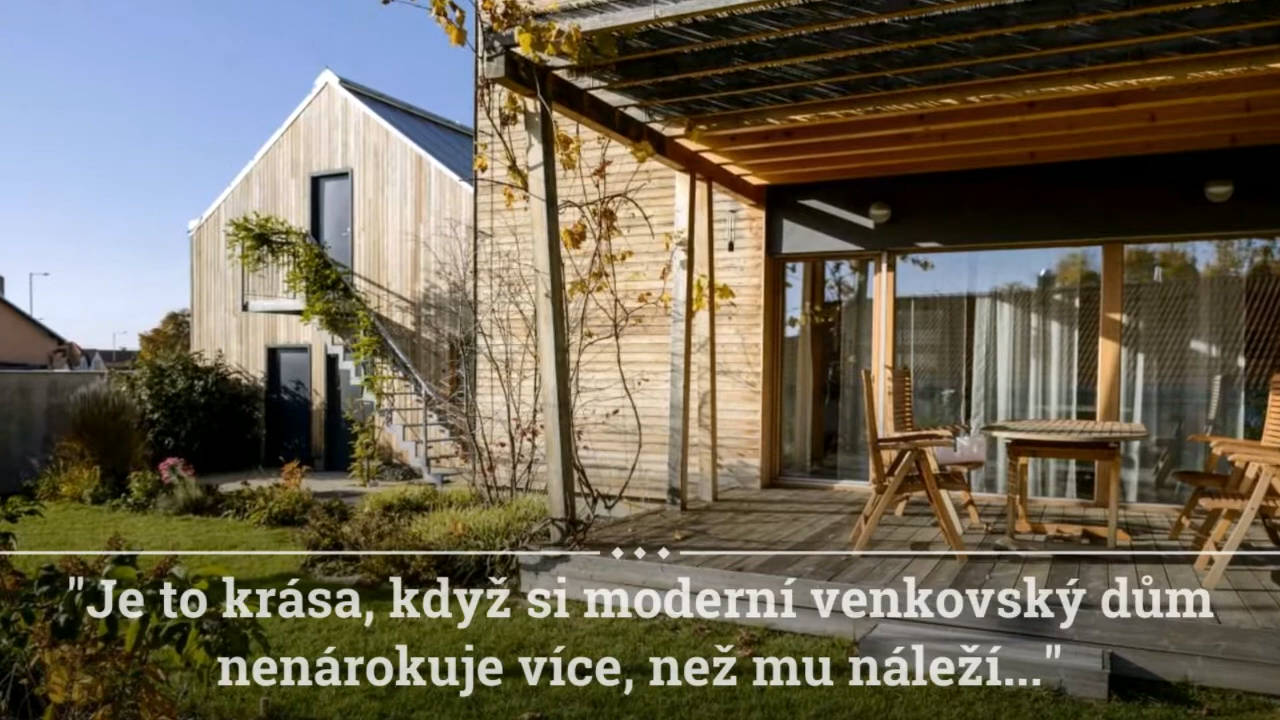 "Je to krása, když si moderní venkovský dům
nenárokuje více, než mu náleží..."